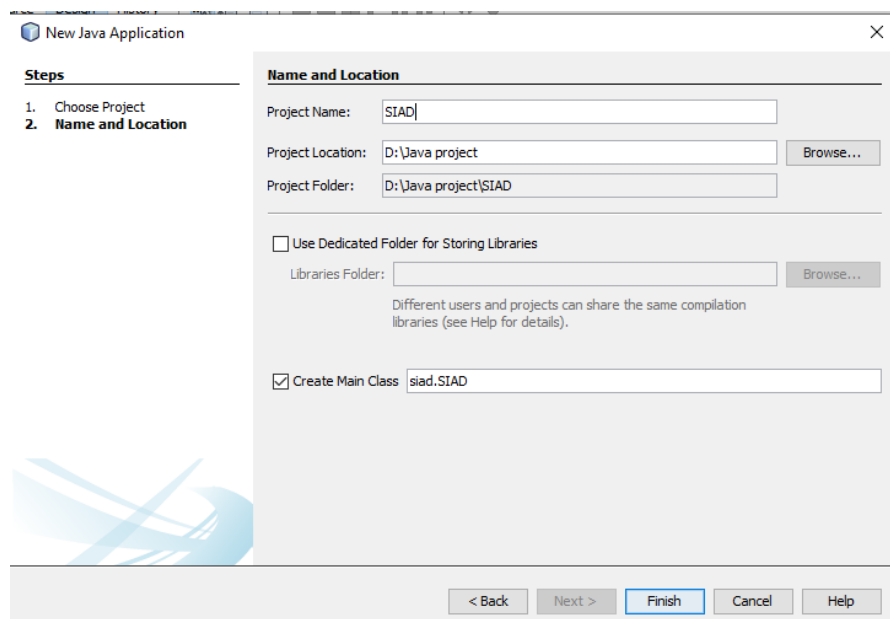 Design History
New Java Application
Steps
1. Choose Project
2. Name and Location
Name and Location
Project Name: SIAD
Project Location: D:\Java project Browse...
Project Folder: D:\Java project\SIAD
Use Dedicated Folder for Storing Libraries
Libraries Folder: Browse...
Different users and projects can share the same compilation
libraries (see Help for details).
Create Main Class siad.SIAD
< Back Next > Finish Cancel Help